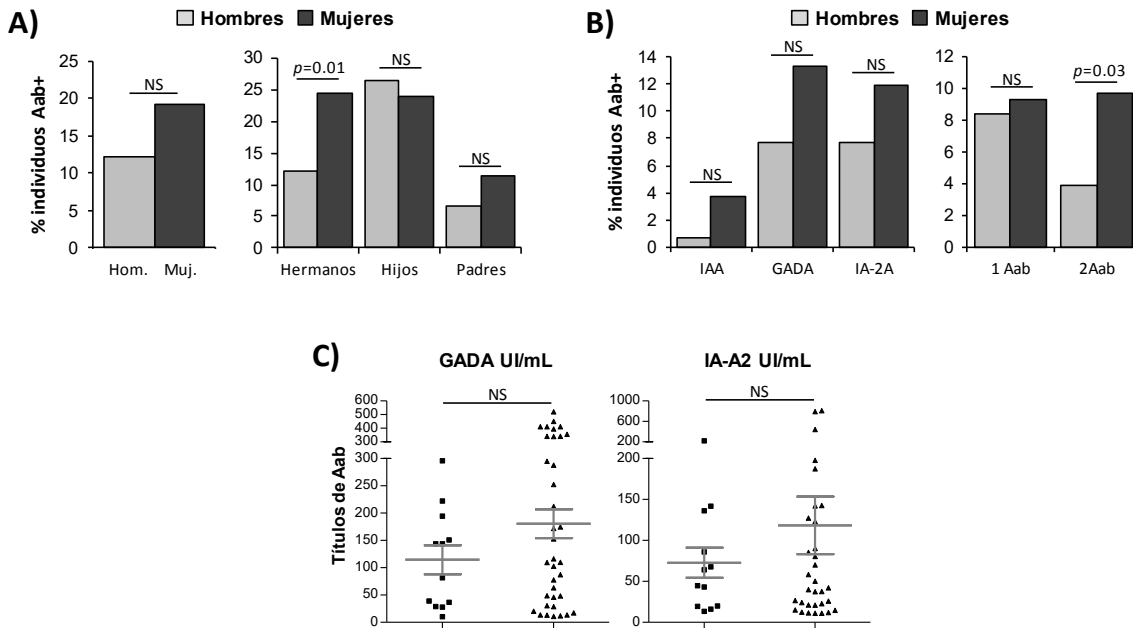 A)
Hombres Mujeres
% individuos Aab+
25
20
15
10
5
0
NS
Hom. Muj.
30
25
20
15
10
5
0
p=0.01
NS
NS
Hermanos Hijos Padres
B)
Hombres Mujeres
% individuos Aab+
14
12
10
8
6
4
2
0
NS
NS
NS
IAA GADA IA-2A
14
12
10
8
6
4
2
0
NS
p=0.03
1 Aab 2Aab
C)
GADA UI/mL
Títulos de Aab
600
500
400
300
300
250
200
150
100
50
0
NS
IA-A2 UI/mL
1000
800
600
400
200
200
150
100
50
0
NS